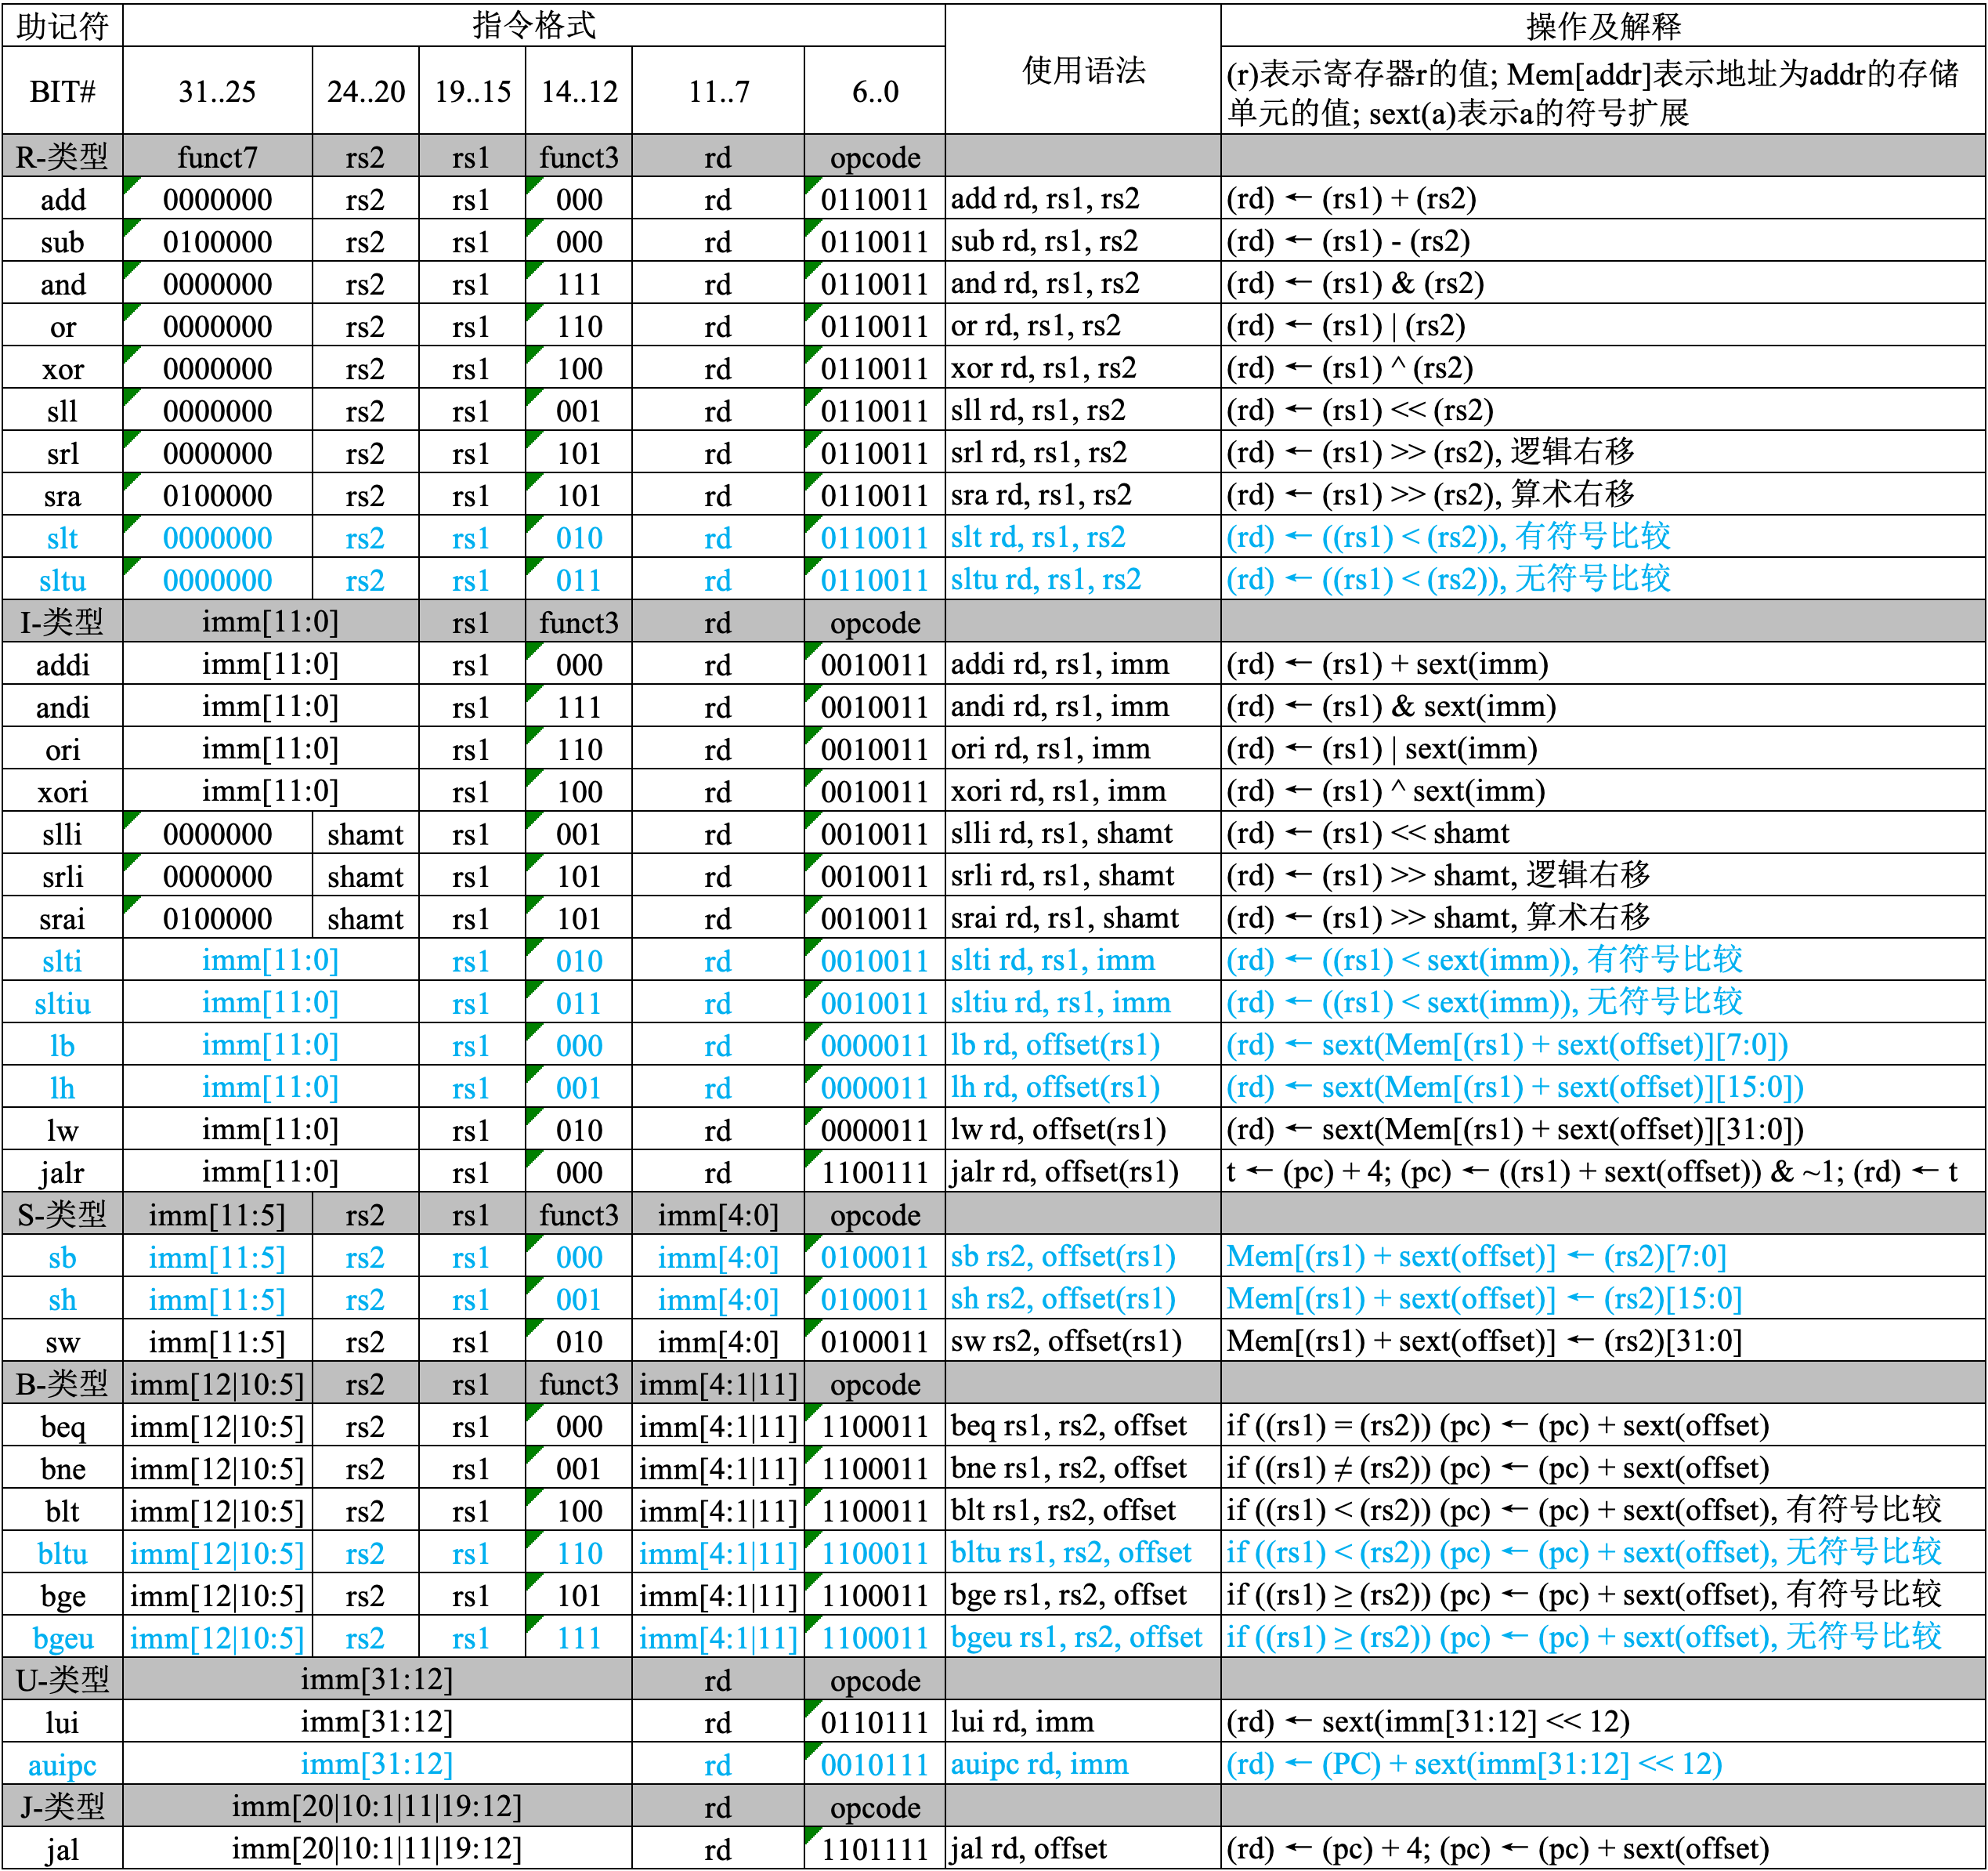 助记符 指令格式 使用语法 操作及解释
BIT# 31..25 24..20 19..15 14..12 11..7 6..0 (r)表示寄存器r的值; Mem[addr]表示地址为addr的存储
单元的值; sext(a)表示a的符号扩展
R-类型 funct7 rs2 rs1 funct3 rd opcode
add 0000000 rs2 rs1 000 rd 0110011 add rd, rs1, rs2 (rd) ← (rs1) + (rs2)
sub 0100000 rs2 rs1 000 rd 0110011 sub rd, rs1, rs2 (rd) ← (rs1) - (rs2)
and 0000000 rs2 rs1 111 rd 0110011 and rd, rs1, rs2 (rd) ← (rs1) & (rs2)
or 0000000 rs2 rs1 110 rd 0110011 or rd, rs1, rs2 (rd) ← (rs1) | (rs2)
xor 0000000 rs2 rs1 100 rd 0110011 xor rd, rs1, rs2 (rd) ← (rs1) ^ (rs2)
sll 0000000 rs2 rs1 001 rd 0110011 sll rd, rs1, rs2 (rd) ← (rs1) << (rs2)
srl 0000000 rs2 rs1 101 rd 0110011 srl rd, rs1, rs2 (rd) ← (rs1) >> (rs2), 逻辑右移
sra 0100000 rs2 rs1 101 rd 0110011 sra rd, rs1, rs2 (rd) ← (rs1) >> (rs2), 算术右移
slt 0000000 rs2 rs1 010 rd 0110011 slt rd, rs1, rs2 (rd) ← ((rs1) < (rs2)), 有符号比较
sltu 0000000 rs2 rs1 011 rd 0110011 sltu rd, rs1, rs2 (rd) ← ((rs1) < (rs2)), 无符号比较
I-类型 imm[11:0] rs1 funct3 rd opcode
addi imm[11:0] rs1 000 rd 0010011 addi rd, rs1, imm (rd) ← (rs1) + sext(imm)
andi imm[11:0] rs1 111 rd 0010011 andi rd, rs1, imm (rd) ← (rs1) & sext(imm)
ori imm[11:0] rs1 110 rd 0010011 ori rd, rs1, imm (rd) ← (rs1) | sext(imm)
xori imm[11:0] rs1 100 rd 0010011 xori rd, rs1, imm (rd) ← (rs1) ^ sext(imm)
slli 0000000 shamt rs1 001 rd 0010011 slli rd, rs1, shamt (rd) ← (rs1) << shamt
srli 0000000 shamt rs1 101 rd 0010011 srli rd, rs1, shamt (rd) ← (rs1) >> shamt, 逻辑右移
srai 0100000 shamt rs1 101 rd 0010011 srai rd, rs1, shamt (rd) ← (rs1) >> shamt, 算术右移
slti imm[11:0] rs1 010 rd 0010011 slti rd, rs1, imm (rd) ← ((rs1) < sext(imm)), 有符号比较
sltiu imm[11:0] rs1 011 rd 0010011 sltiu rd, rs1, imm (rd) ← ((rs1) < sext(imm)), 无符号比较
lb imm[11:0] rs1 000 rd 0000011 lb rd, offset(rs1) (rd) ← sext(Mem[(rs1) + sext(offset)][7:0])
lh imm[11:0] rs1 001 rd 0000011 lh rd, offset(rs1) (rd) ← sext(Mem[(rs1) + sext(offset)][15:0])
lw imm[11:0] rs1 010 rd 0000011 lw rd, offset(rs1) (rd) ← sext(Mem[(rs1) + sext(offset)][31:0])
jalr imm[11:0] rs1 000 rd 1100111 jalr rd, offset(rs1) t ← (pc) + 4; (pc) ← ((rs1) + sext(offset)) & ~1; (rd) ← t
S-类型 imm[11:5] rs2 rs1 funct3 imm[4:0] opcode
sb imm[11:5] rs2 rs1 000 imm[4:0] 0100011 sb rs2, offset(rs1) Mem[(rs1) + sext(offset)] ← (rs2)[7:0]
sh imm[11:5] rs2 rs1 001 imm[4:0] 0100011 sh rs2, offset(rs1) Mem[(rs1) + sext(offset)] ← (rs2)[15:0]
sw imm[11:5] rs2 rs1 010 imm[4:0] 0100011 sw rs2, offset(rs1) Mem[(rs1) + sext(offset)] ← (rs2)[31:0]
B-类型 imm[12|10:5] rs2 rs1 funct3 imm[4:1|11] opcode
beq imm[12|10:5] rs2 rs1 000 imm[4:1|11] 1100011 beq rs1, rs2, offset if ((rs1) = (rs2)) (pc) ← (pc) + sext(offset)
bne imm[12|10:5] rs2 rs1 001 imm[4:1|11] 1100011 bne rs1, rs2, offset if ((rs1) ≠ (rs2)) (pc) ← (pc) + sext(offset)
blt imm[12|10:5] rs2 rs1 100 imm[4:1|11] 1100011 blt rs1, rs2, offset if ((rs1) < (rs2)) (pc) ← (pc) + sext(offset), 有符号比较
bltu imm[12|10:5] rs2 rs1 110 imm[4:1|11] 1100011 bltu rs1, rs2, offset if ((rs1) < (rs2)) (pc) ← (pc) + sext(offset), 无符号比较
bge imm[12|10:5] rs2 rs1 101 imm[4:1|11] 1100011 bge rs1, rs2, offset if ((rs1) ≥ (rs2)) (pc) ← (pc) + sext(offset), 有符号比较
bgeu imm[12|10:5] rs2 rs1 111 imm[4:1|11] 1100011 bgeu rs1, rs2, offset if ((rs1) ≥ (rs2)) (pc) ← (pc) + sext(offset), 无符号比较
U-类型 imm[31:12] rd opcode
lui imm[31:12] rd 0110111 lui rd, imm (rd) ← sext(imm[31:12] << 12)
auipc imm[31:12] rd 0010111 auipc rd, imm (rd) ← (PC) + sext(imm[31:12] << 12)
J-类型 imm[20|10:1|11|19:12] rd opcode
jal imm[20|10:1|11|19:12] rd 1101111 jal rd, offset (rd) ← (pc) + 4; (pc) ← (pc) + sext(offset)